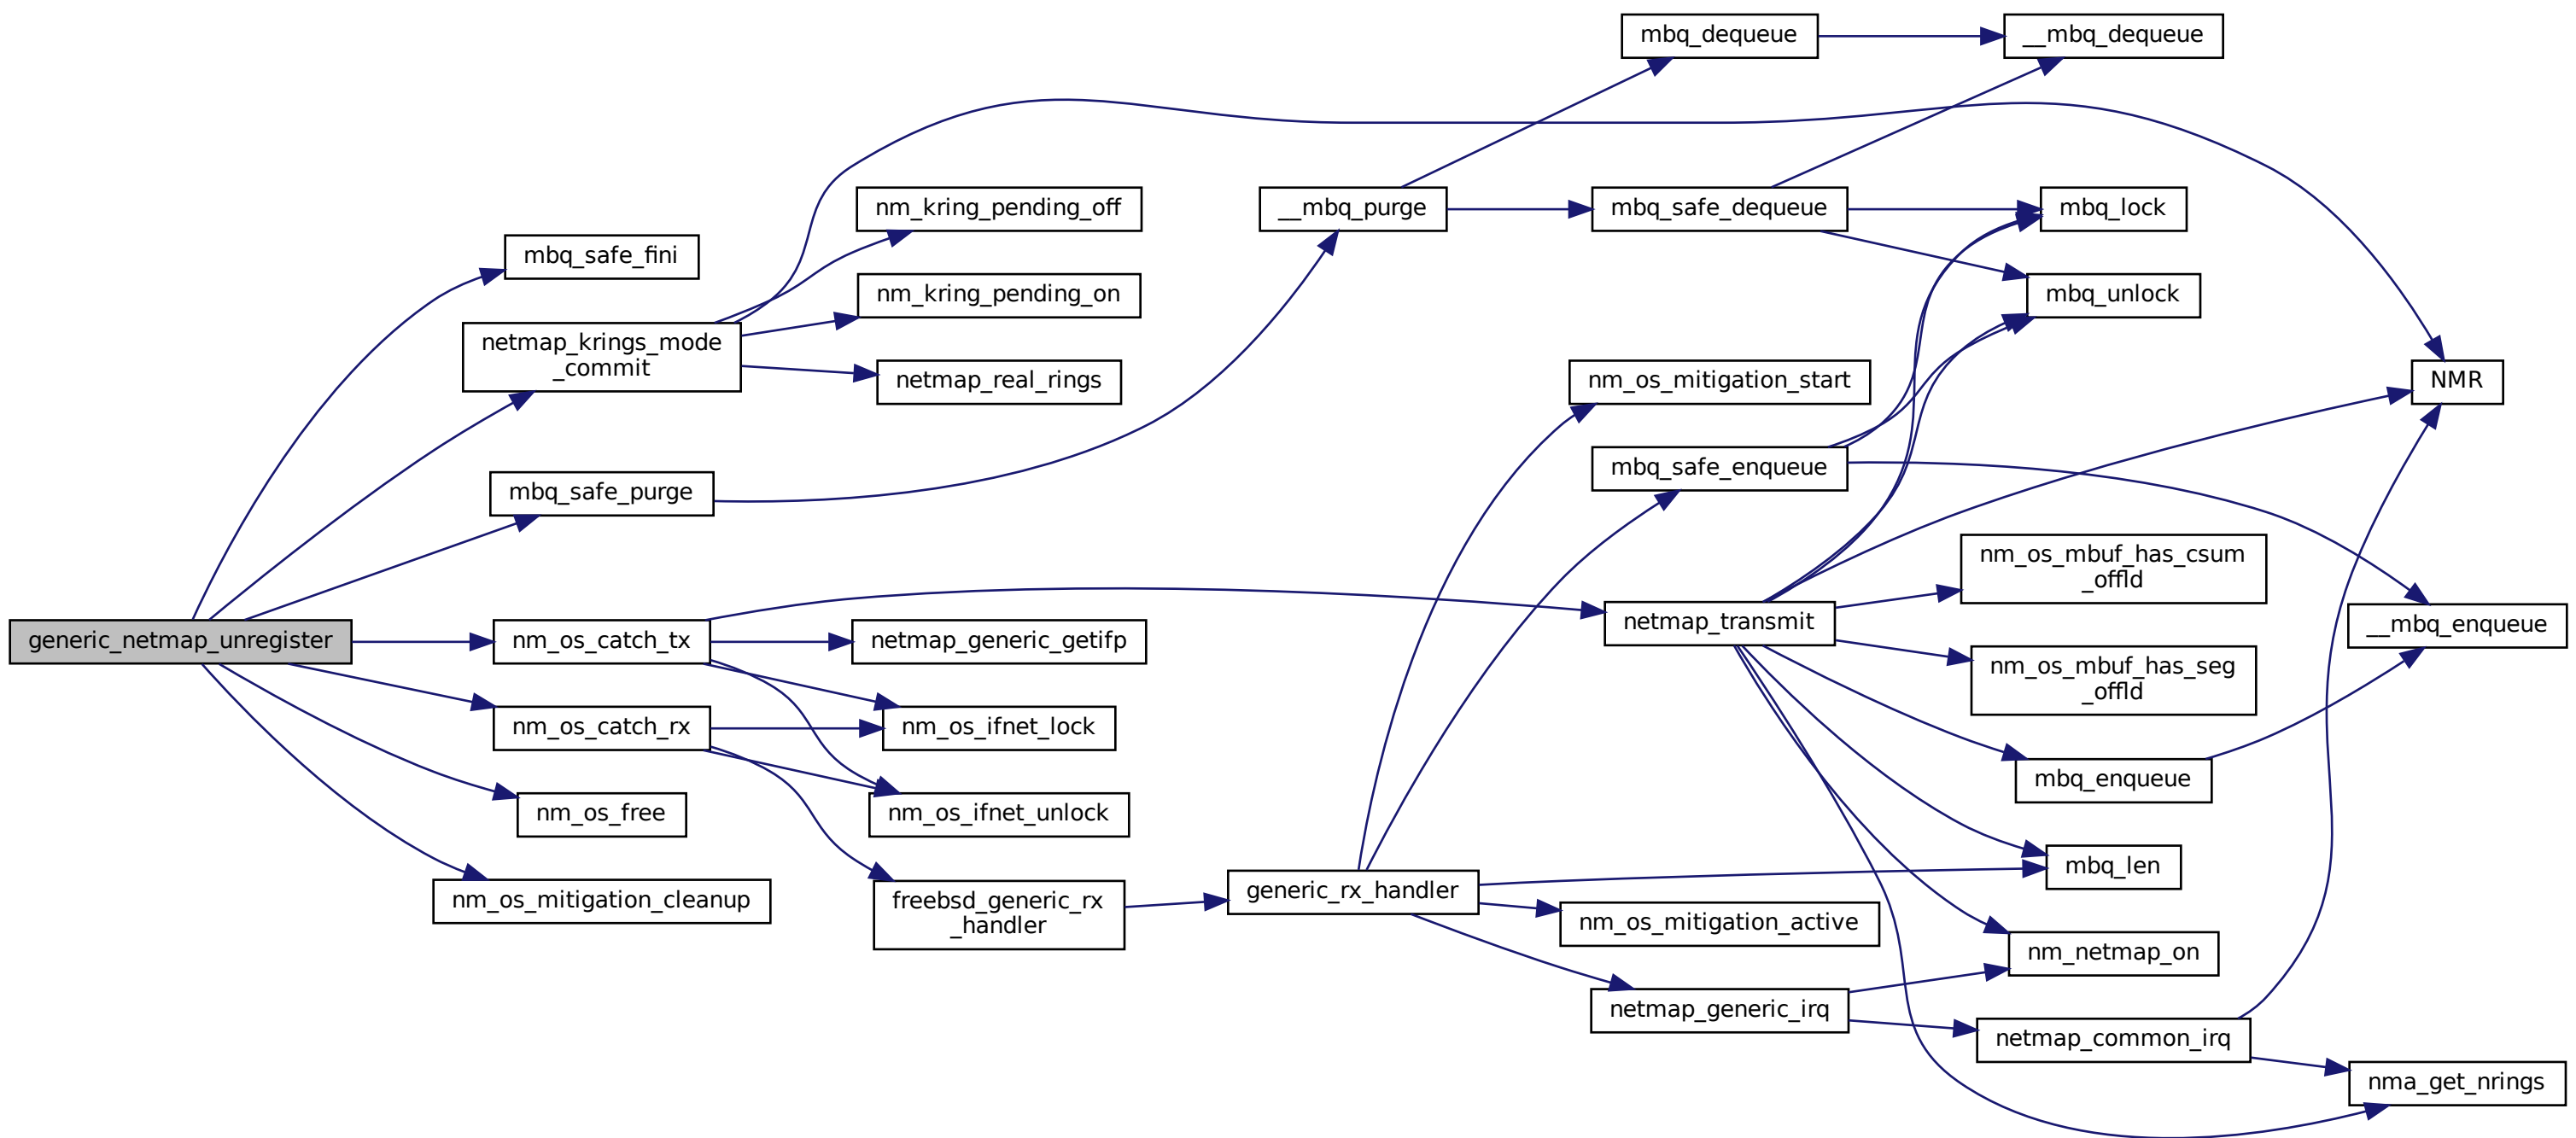 mbq_dequeue
__mbq_dequeue
nm_kring_pending_off
__mbq_purge
mbq_safe_dequeue
mbq_lock
mbq_safe_fini
nm_kring_pending_on
mbq_unlock
netmap_krings_mode
_commit
netmap_real_rings
nm_os_mitigation_start
NMR
mbq_safe_purge
mbq_safe_enqueue
nm_os_mbuf_has_csum
_offld
generic_netmap_unregister
nm_os_catch_tx
netmap_generic_getifp
netmap_transmit
__mbq_enqueue
nm_os_mbuf_has_seg
_offld
nm_os_catch_rx
nm_os_ifnet_lock
mbq_enqueue
nm_os_free
nm_os_ifnet_unlock
mbq_len
nm_os_mitigation_cleanup
freebsd_generic_rx
_handler
generic_rx_handler
nm_os_mitigation_active
nm_netmap_on
netmap_generic_irq
netmap_common_irq
nma_get_nrings